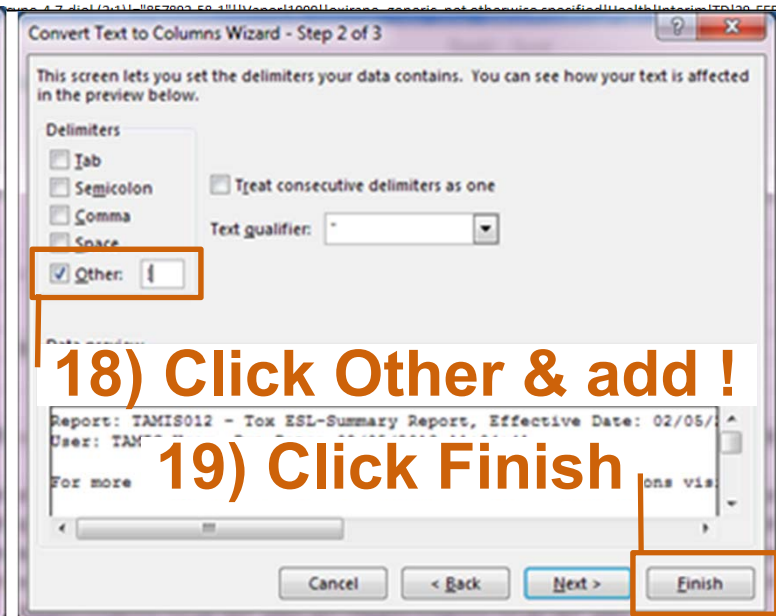 Convert Text to Columns Wizard - Step 2 of 3
This screen lets you set the delimiters your data contains. You can see how your text is affected
in the preview below.
Delimiters
Tab
Semicolon
Comma
Space
Other: !
Treat consecutive delimiters as one
Text qualifier: "
18) Click Other & add !
Report: TAMIS012 - Tox ESL-Summary Report, Effective Date: 02/05/
User:
19) Click Finish
For more ons vis
Cancel
< Back
Next >
Finish